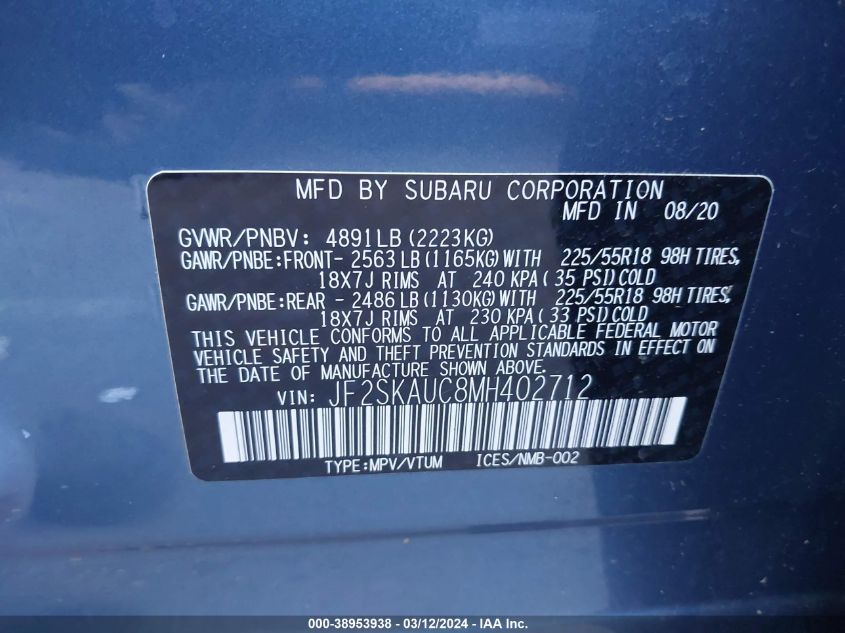 MFD BY SUBARU CORPORATION
MFD IN 08/20
GVWR/PNBV: 4891LB (2223KG)
GAWR/PNBE:FRONT- 2563 LB (1165KG) WITH 225/55R18 98H TIRES,
18X7J RIMS AT 240 KPA ( 35 PSI) COLD
GAWR/PNBE:REAR - 2486 LB (1130KG) WITH 225/55R18 98H TIRES,
18X7J RIMS AT 230 KPA ( 33 PSI) COLD
THIS VEHICLE CONFORMS TO ALL APPLICABLE FEDERAL MOTOR
VEHICLE SAFETY AND THEFT PREVENTION STANDARDS IN EFFECT ON
THE DATE OF MANUFACTURE SHOWN ABOVE.
VIN: JF2SKAUC8MH402712
TYPE:MPV/VTUM ICES/NMB-002
000-38953938 - 03/12/2024 - IAA Inc.